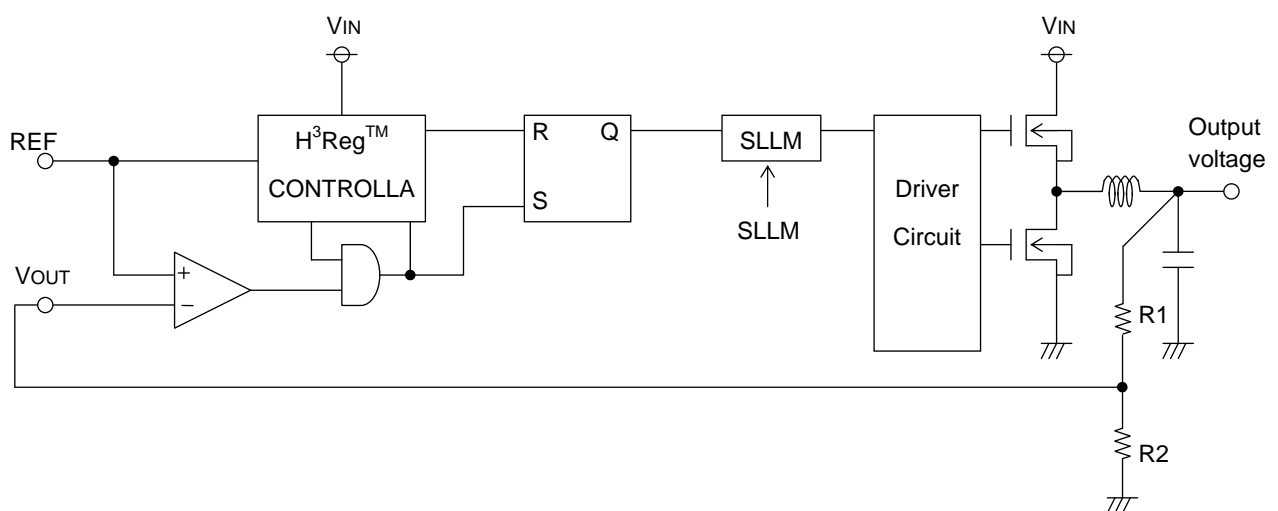 VIN
VIN
REF
H³Reg™
CONTROLLA
R
Q
S
SLLM
SLLM
Driver
Circuit
Output
voltage
VOUT
+
−
R1
R2